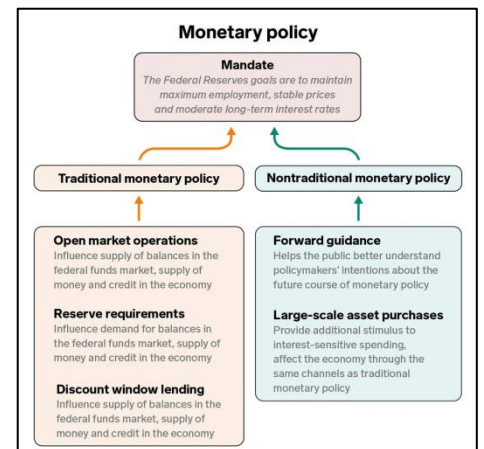 Monetary policy
Mandate
The Federal Reserves goals are to maintain
maximum employment, stable prices
and moderate long-term interest rates
Traditional monetary policy
Nontraditional monetary policy
Open market operations
Influence supply of balances in the
federal funds market, supply of
money and credit in the economy
Reserve requirements
Influence demand for balances in
the federal funds market, supply of
money and credit in the economy
Discount window lending
Influence supply of balances in the
federal funds market, supply of
money and credit in the economy
Forward guidance
Helps the public better understand
policymakers' intentions about the
future course of monetary policy
Large-scale asset purchases
Provide additional stimulus to
interest-sensitive spending,
affect the economy through the
same channels as traditional
monetary policy